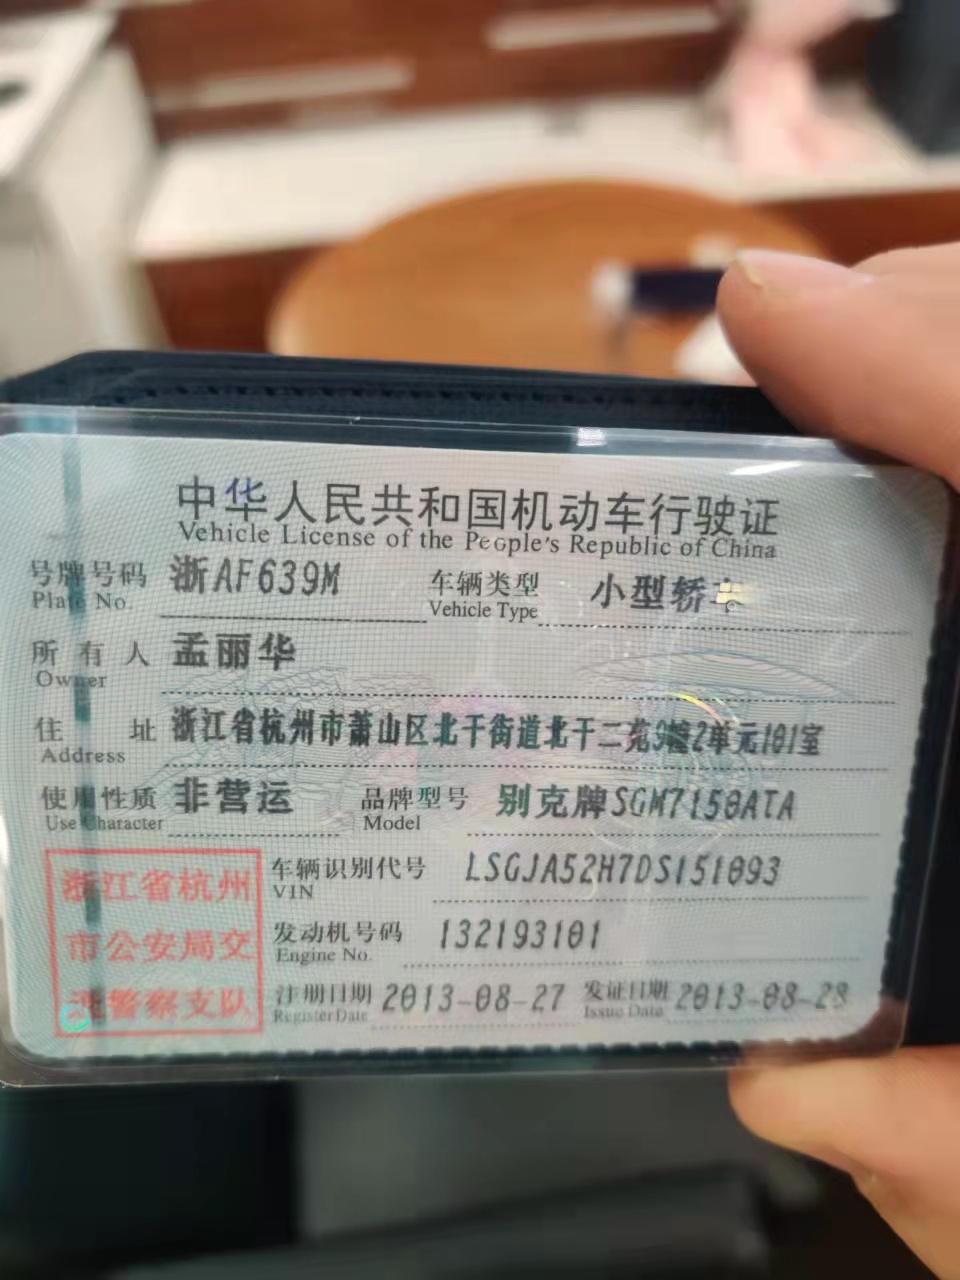 中华人民共和国机动车行驶证
Vehicle License of the People's Republic of China
号牌号码 浙AF639M 车辆类型 小型轿车
Plate No. Vehicle Type
所有人 孟丽华
Owner
住址 浙江省杭州市萧山区北干街道北干二苑9幢2单元101室
Address
使用性质 非营运 品牌型号 别克牌SGM7150ATA
Use Character Model
浙江省杭州
市公安局交
通警察支队
车辆识别代号 LSGJA52H7DS151093
VIN
发动机号码 132193101
Engine No.
注册日期 2013-08-27 发证日期 2013-08-29
Register Date Issue Date